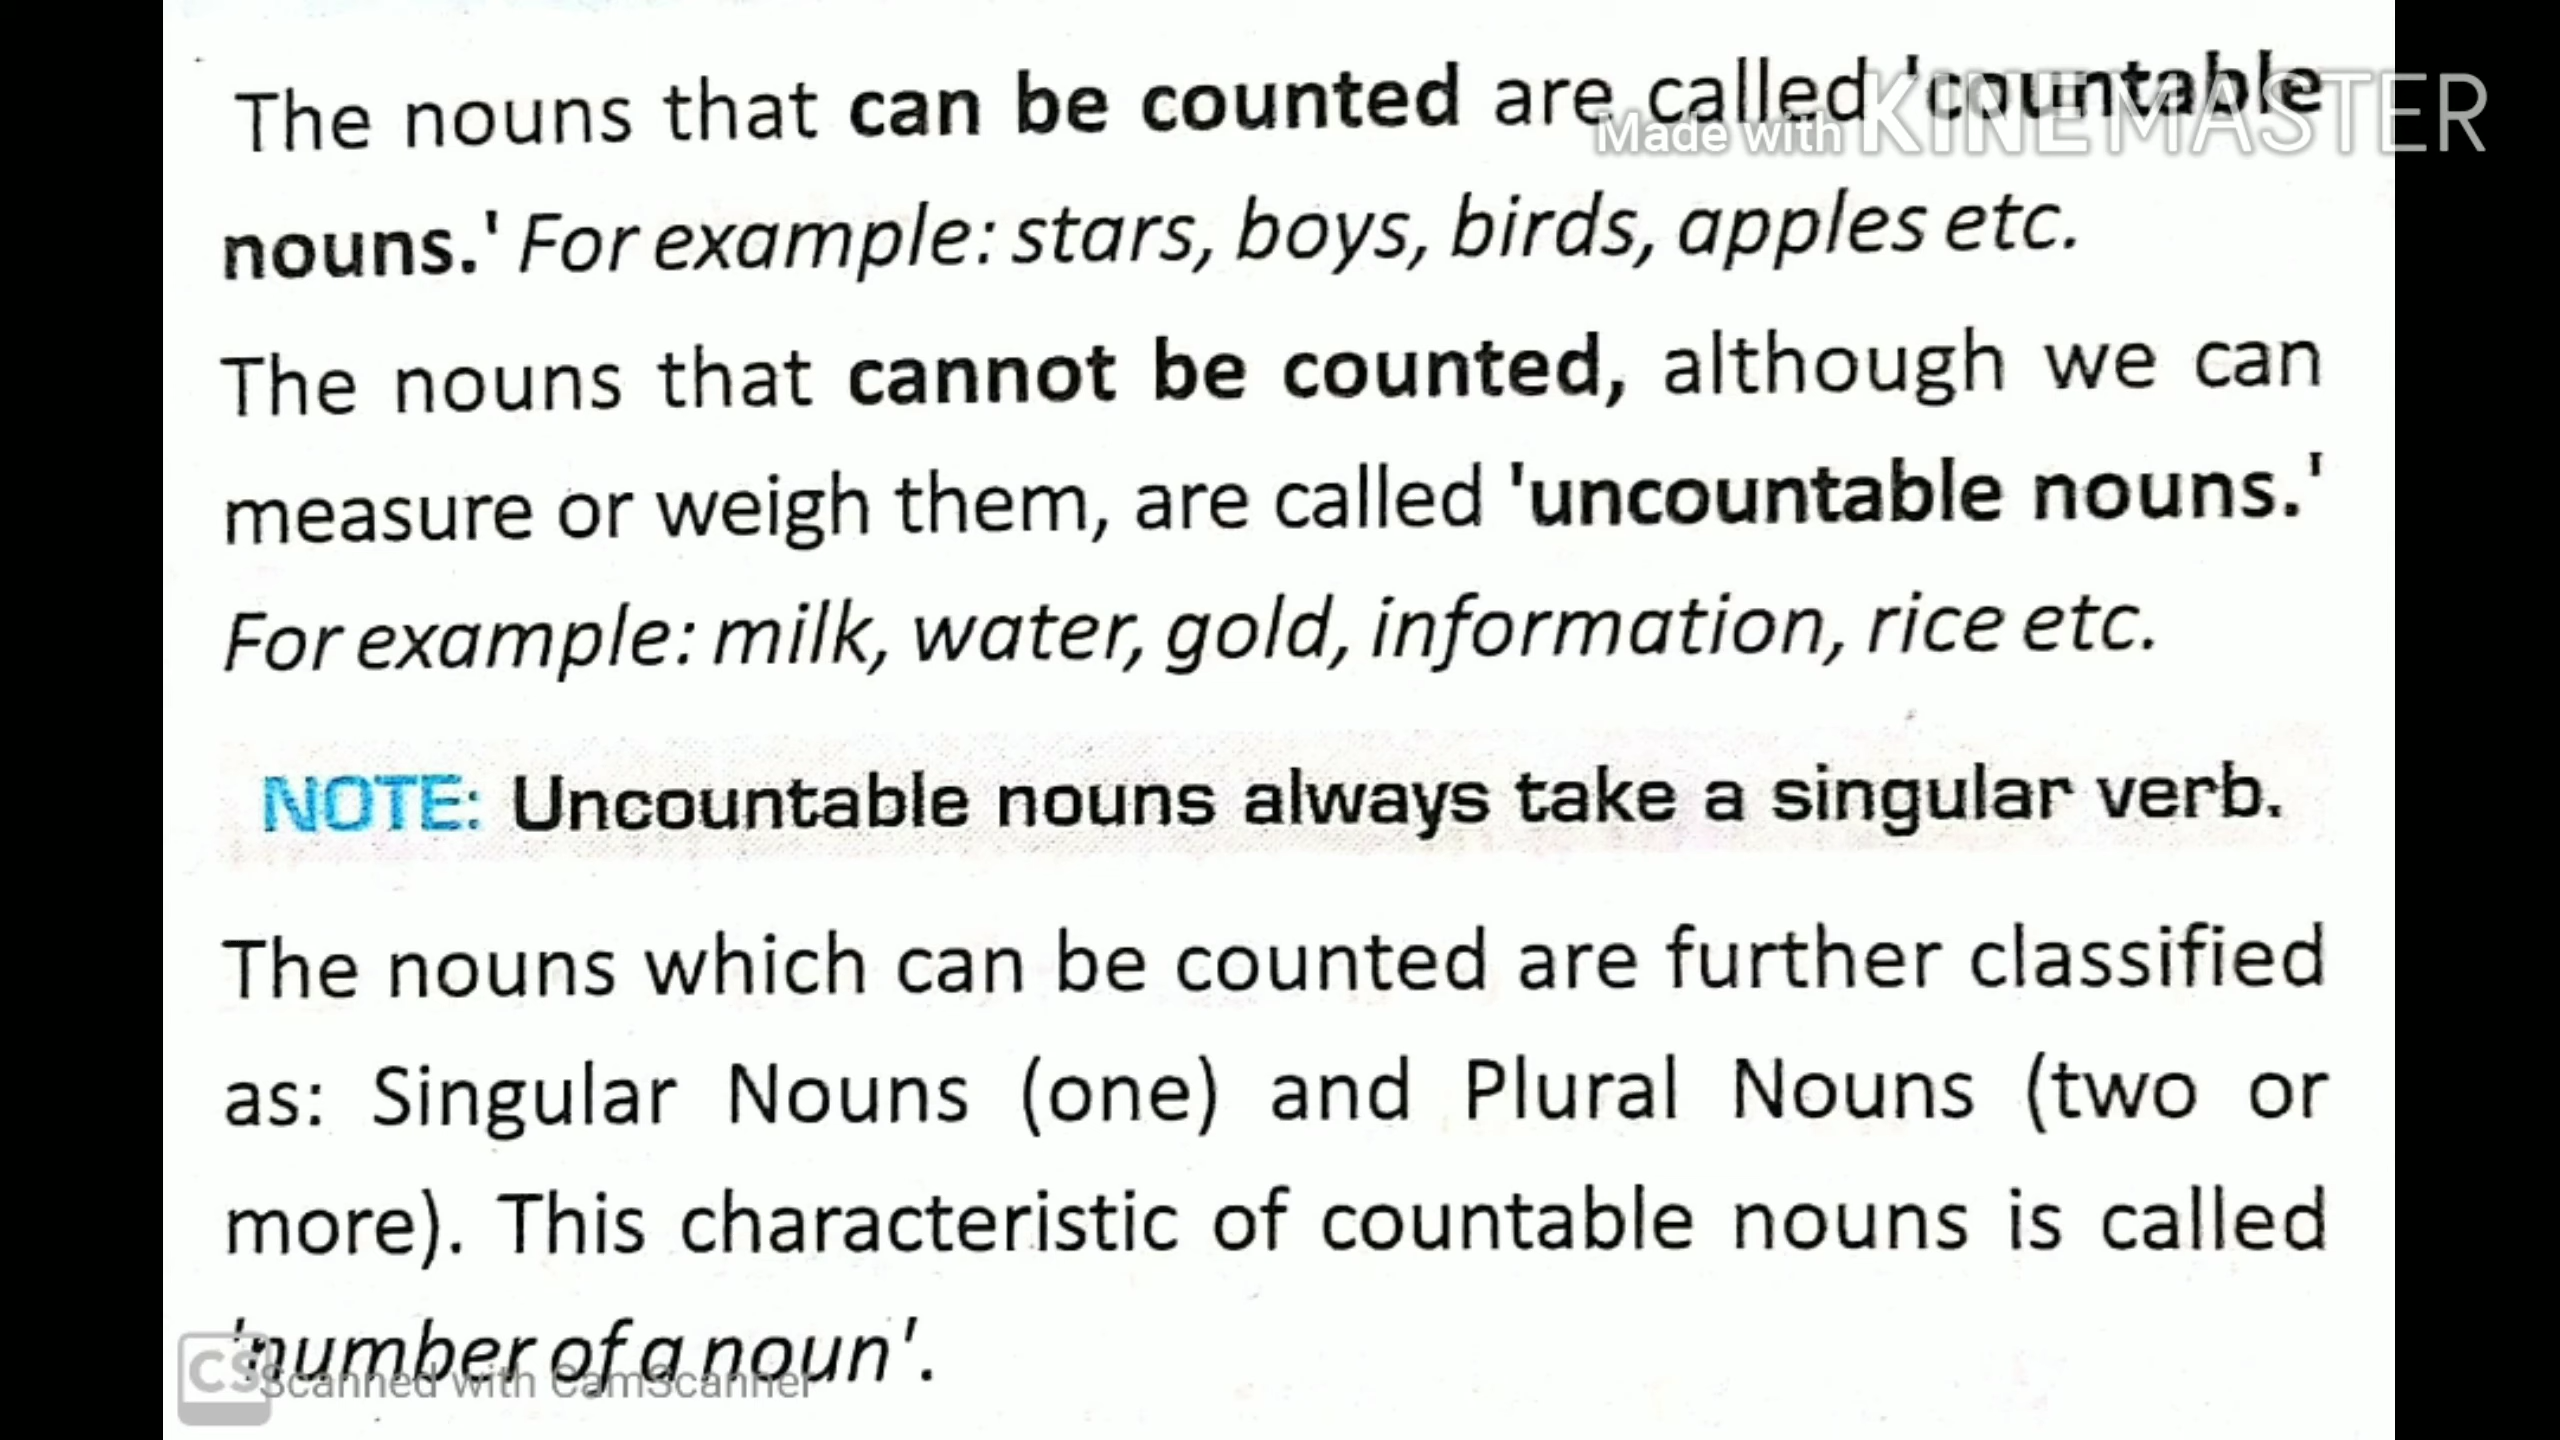 The nouns that can be counted are called 'countable
Made with KINEMASTER
nouns.' For example: stars, boys, birds, apples etc.
The nouns that cannot be counted, although we can
measure or weigh them, are called 'uncountable nouns.'
For example: milk, water, gold, information, rice etc.
NOTE: Uncountable nouns always take a singular verb.
The nouns which can be counted are further classified
as: Singular Nouns (one) and Plural Nouns (two or
more). This characteristic of countable nouns is called
'number of a noun'.
CS Scanned with CamScanner